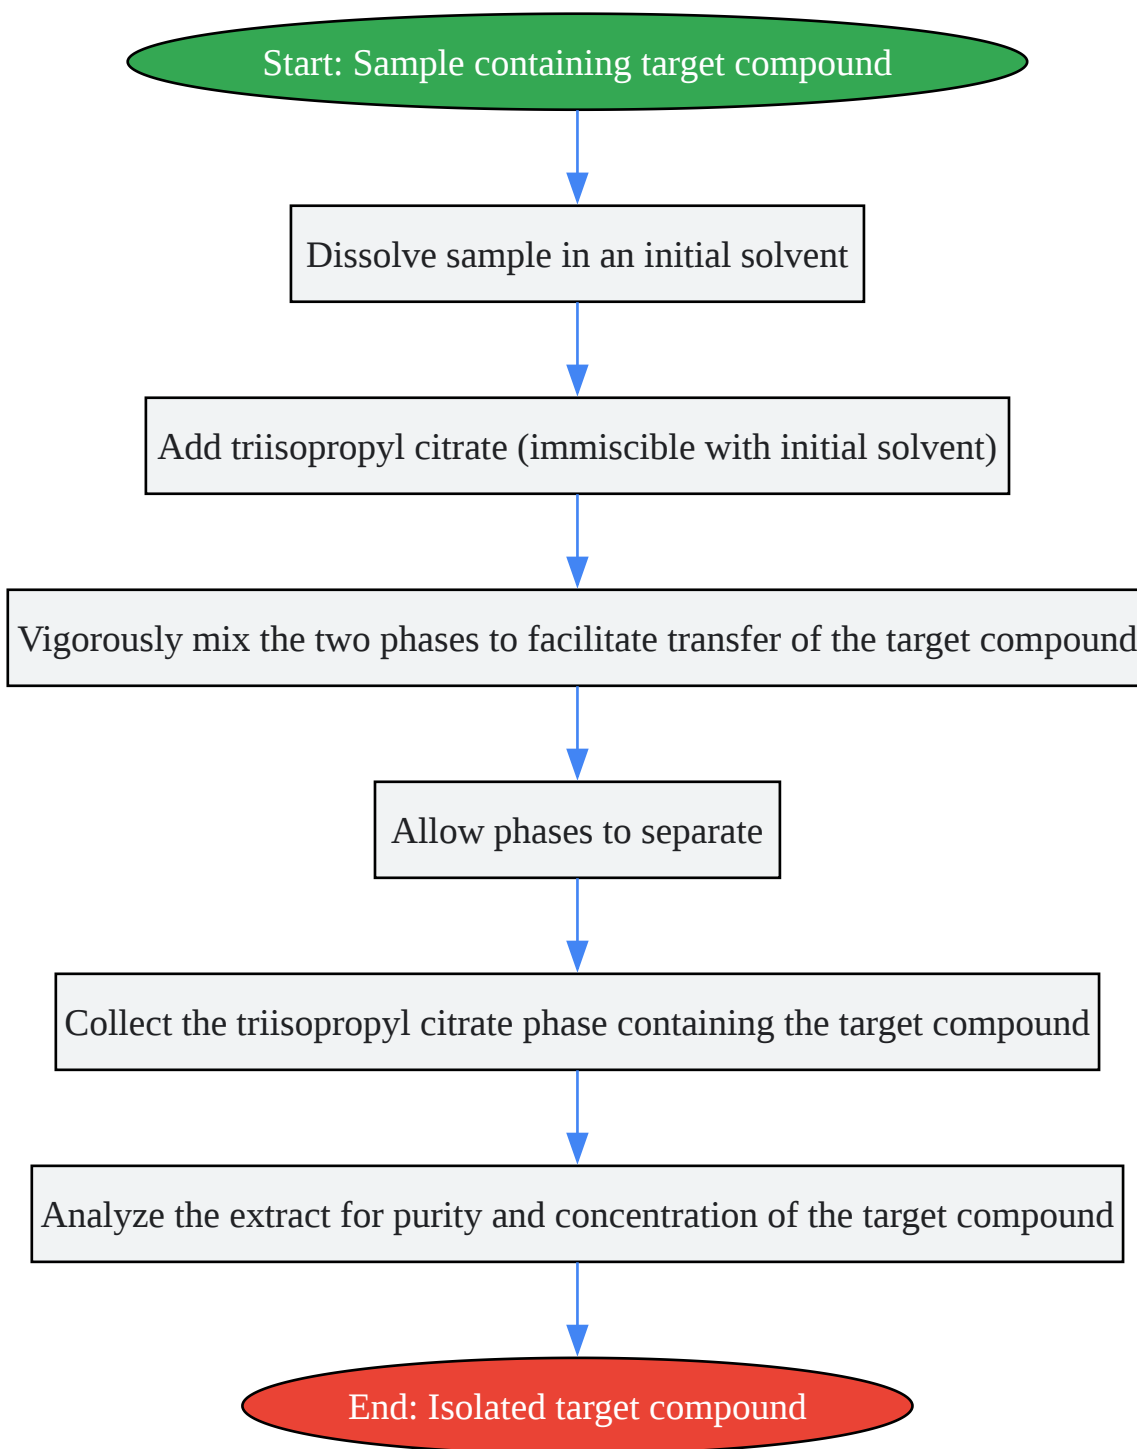 Start: Sample containing target compound
Dissolve sample in an initial solvent
Add triisopropyl citrate (immiscible with initial solvent)
Vigorously mix the two phases to facilitate transfer of the target compound
Allow phases to separate
Collect the triisopropyl citrate phase containing the target compound
Analyze the extract for purity and concentration of the target compound
End: Isolated target compound